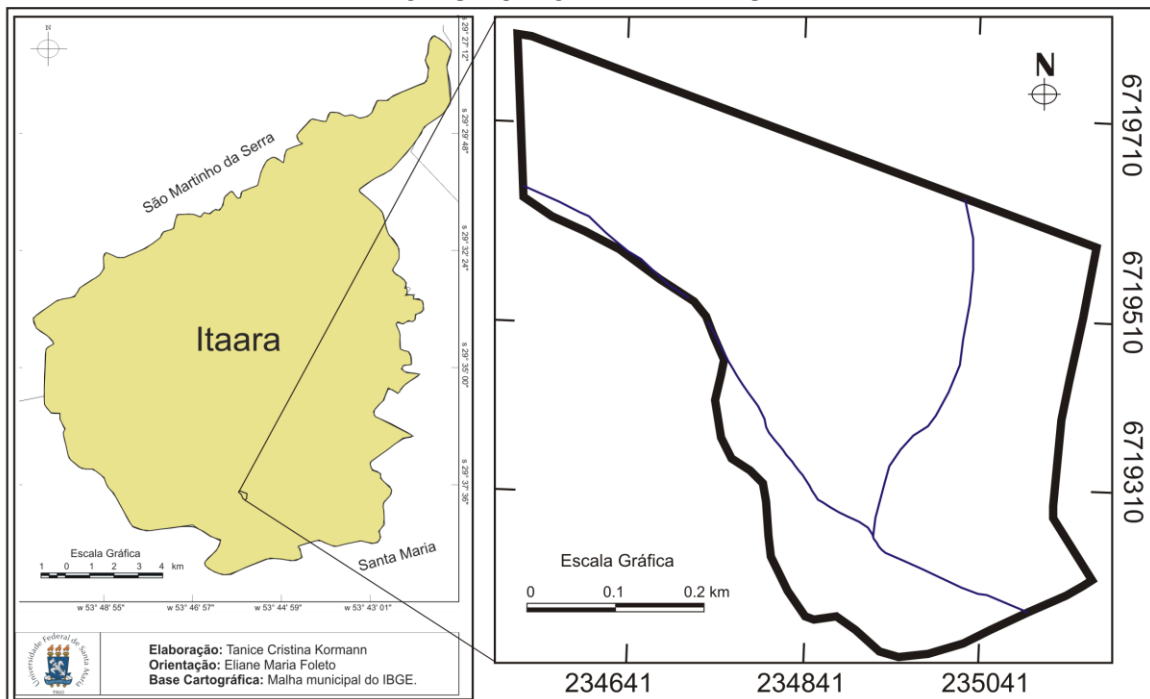 São Martinho da Serra
Itaara
Santa Maria
s 29° 27' 12"
s 29° 29' 48"
s 29° 32' 24"
s 29° 35' 00"
s 29° 37' 36"
Escala Gráfica
1 0 1 2 3 4 km
w 53° 48' 55" w 53° 46' 57" w 53° 44' 59" w 53° 43' 01"
Universidade Federal de Santa Maria
1960
Elaboração: Tanice Cristina Kormann
Orientação: Eliane Maria Foleto
Base Cartográfica: Malha municipal do IBGE.
N
6719710
6719510
6719310
Escala Gráfica
0 0.1 0.2 km
234641 234841 235041